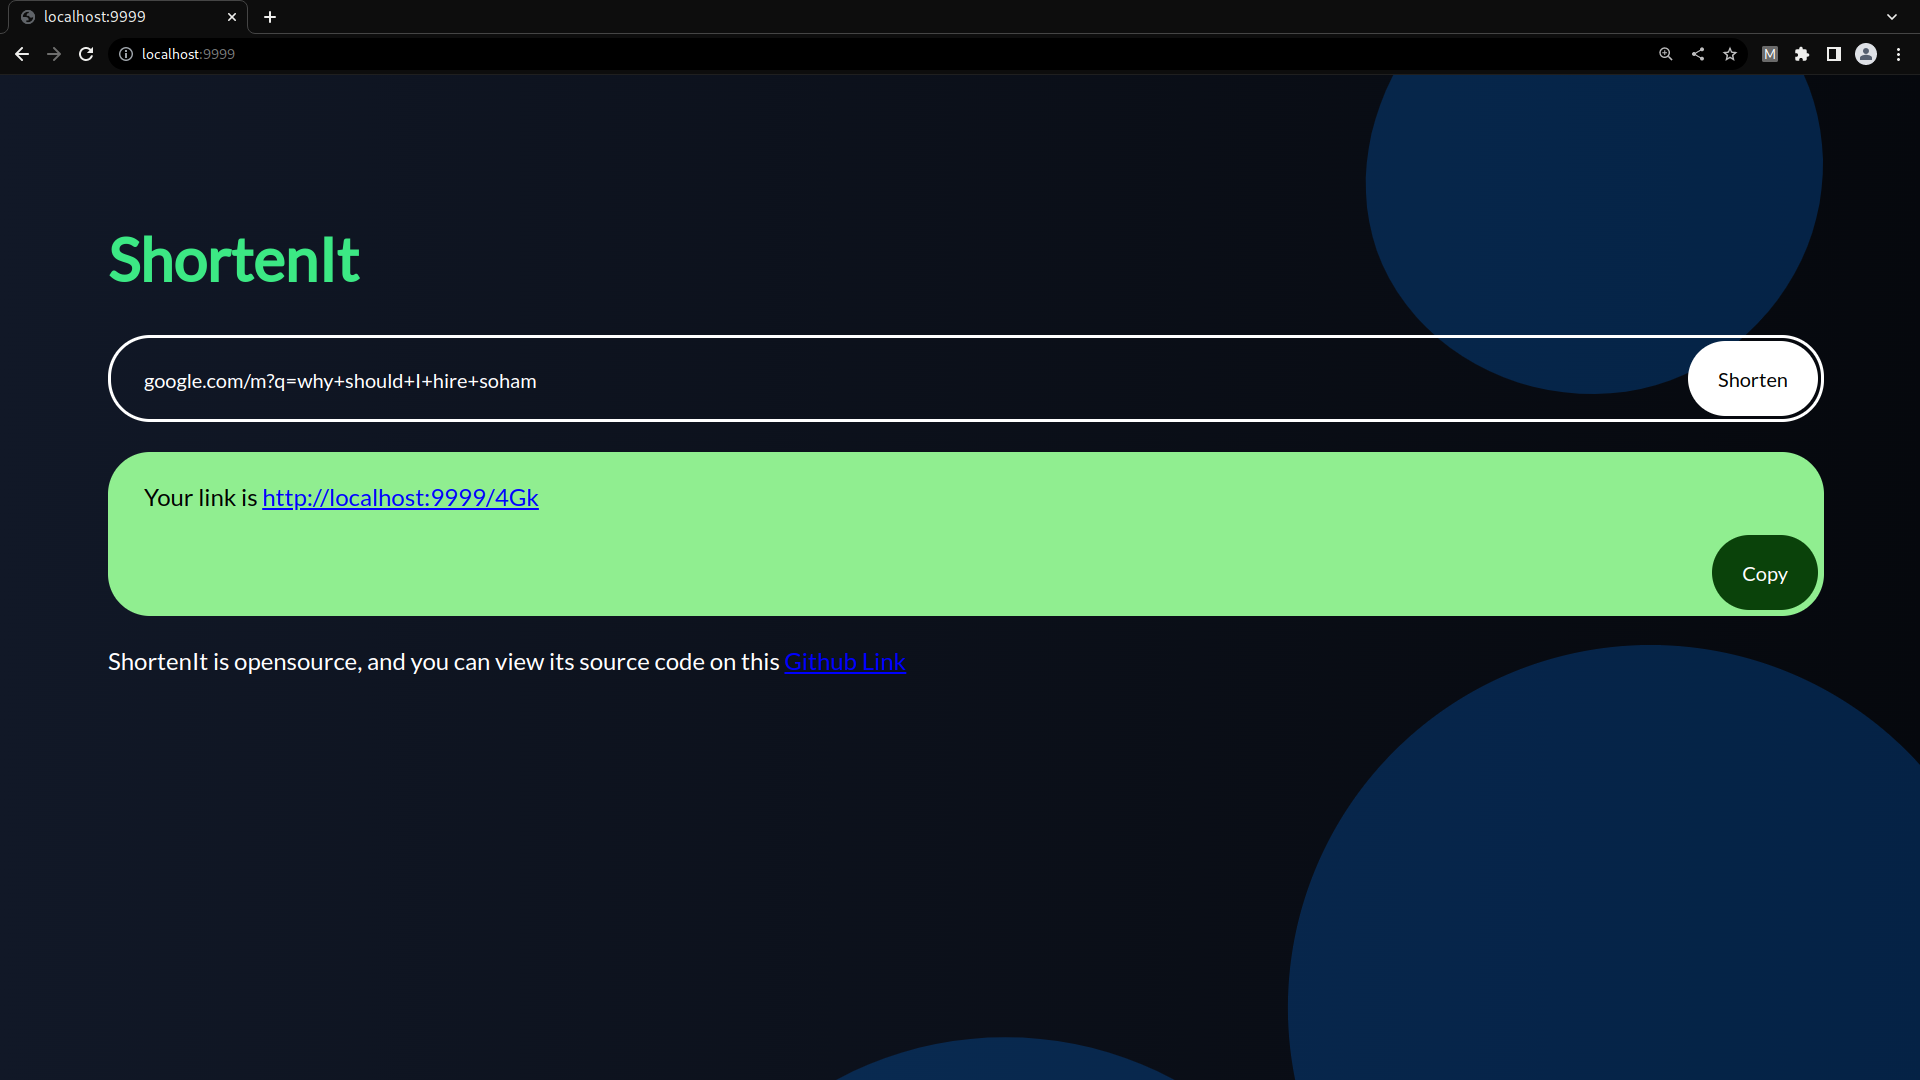 localhost:9999
localhost:9999
M
ShortenIt
google.com/m?q=why+should+I+hire+soham
Shorten
Your link is http://localhost:9999/4Gk
Copy
ShortenIt is opensource, and you can view its source code on this Github Link